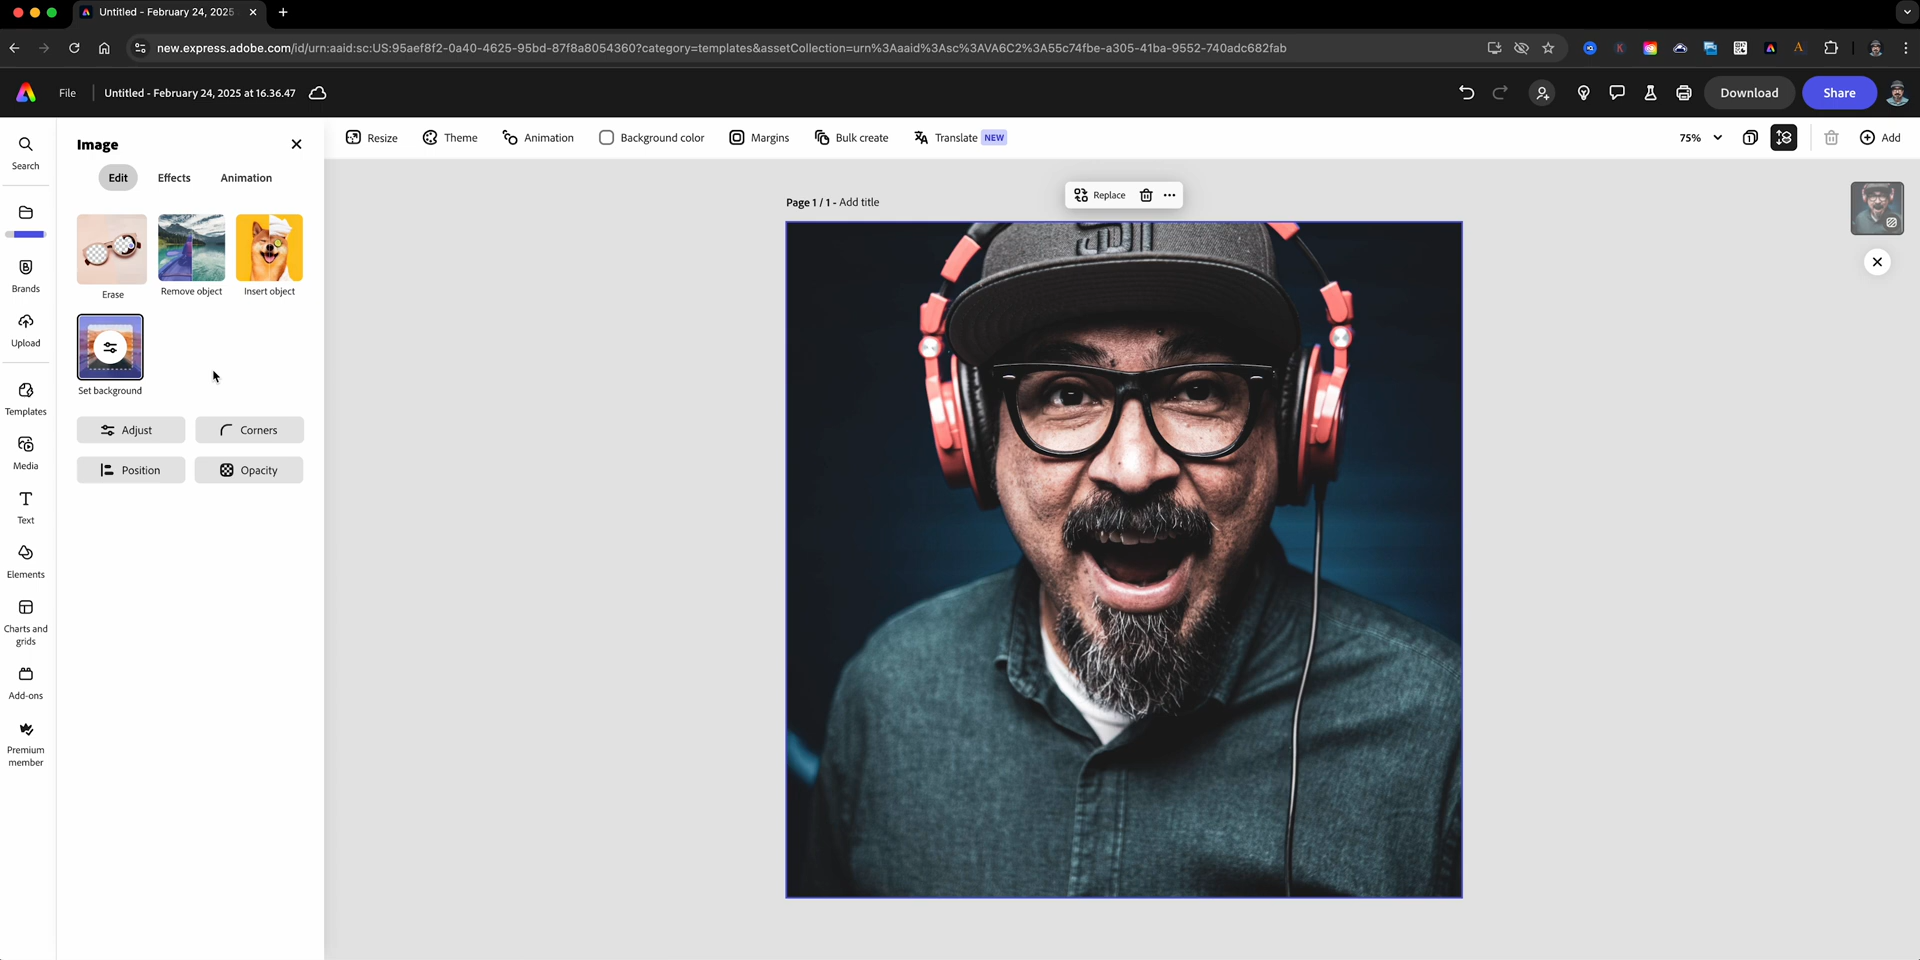 Untitled - February 24, 2025
new.express.adobe.com/id/urn:aaid:sc:US:95aef8f2-0a40-4625-95bd-87f8a8054360?category=templates&assetCollection=urn%3Aaaid%3Asc%3AVA6C2%3A55c74fbe-a305-41ba-9552-740adc682fab
File
Untitled - February 24, 2025 at 16.36.47
Download
Share
Search
Brands
Upload
Templates
Media
Text
Elements
Charts and
grids
Add-ons
Premium
member
Image
Edit
Effects
Animation
Erase
Remove object
Insert object
Set background
Adjust
Corners
Position
Opacity
Resize
Theme
Animation
Background color
Margins
Bulk create
Translate NEW
75%
Add
Page 1 / 1 - Add title
Replace